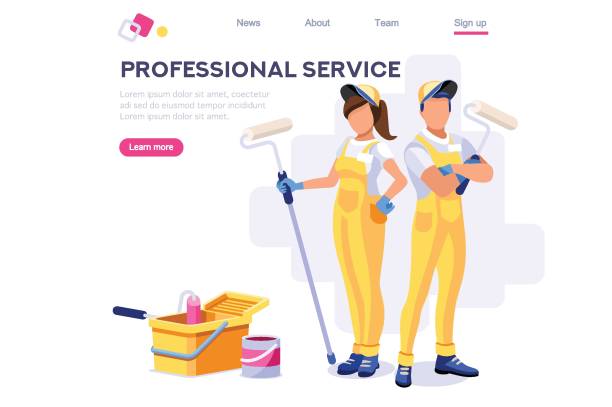 News
About
Team
Sign up
PROFESSIONAL SERVICE
Lorem ipsum dolor sit amet, coectetur
adi sed do eiusmod tempor incididunt
Lorem ipsum dolor sit amet.
Learn more